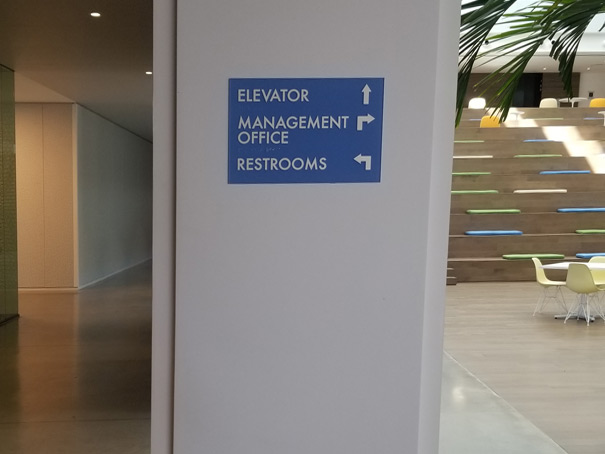 ELEVATOR
MANAGEMENT
OFFICE
RESTROOMS